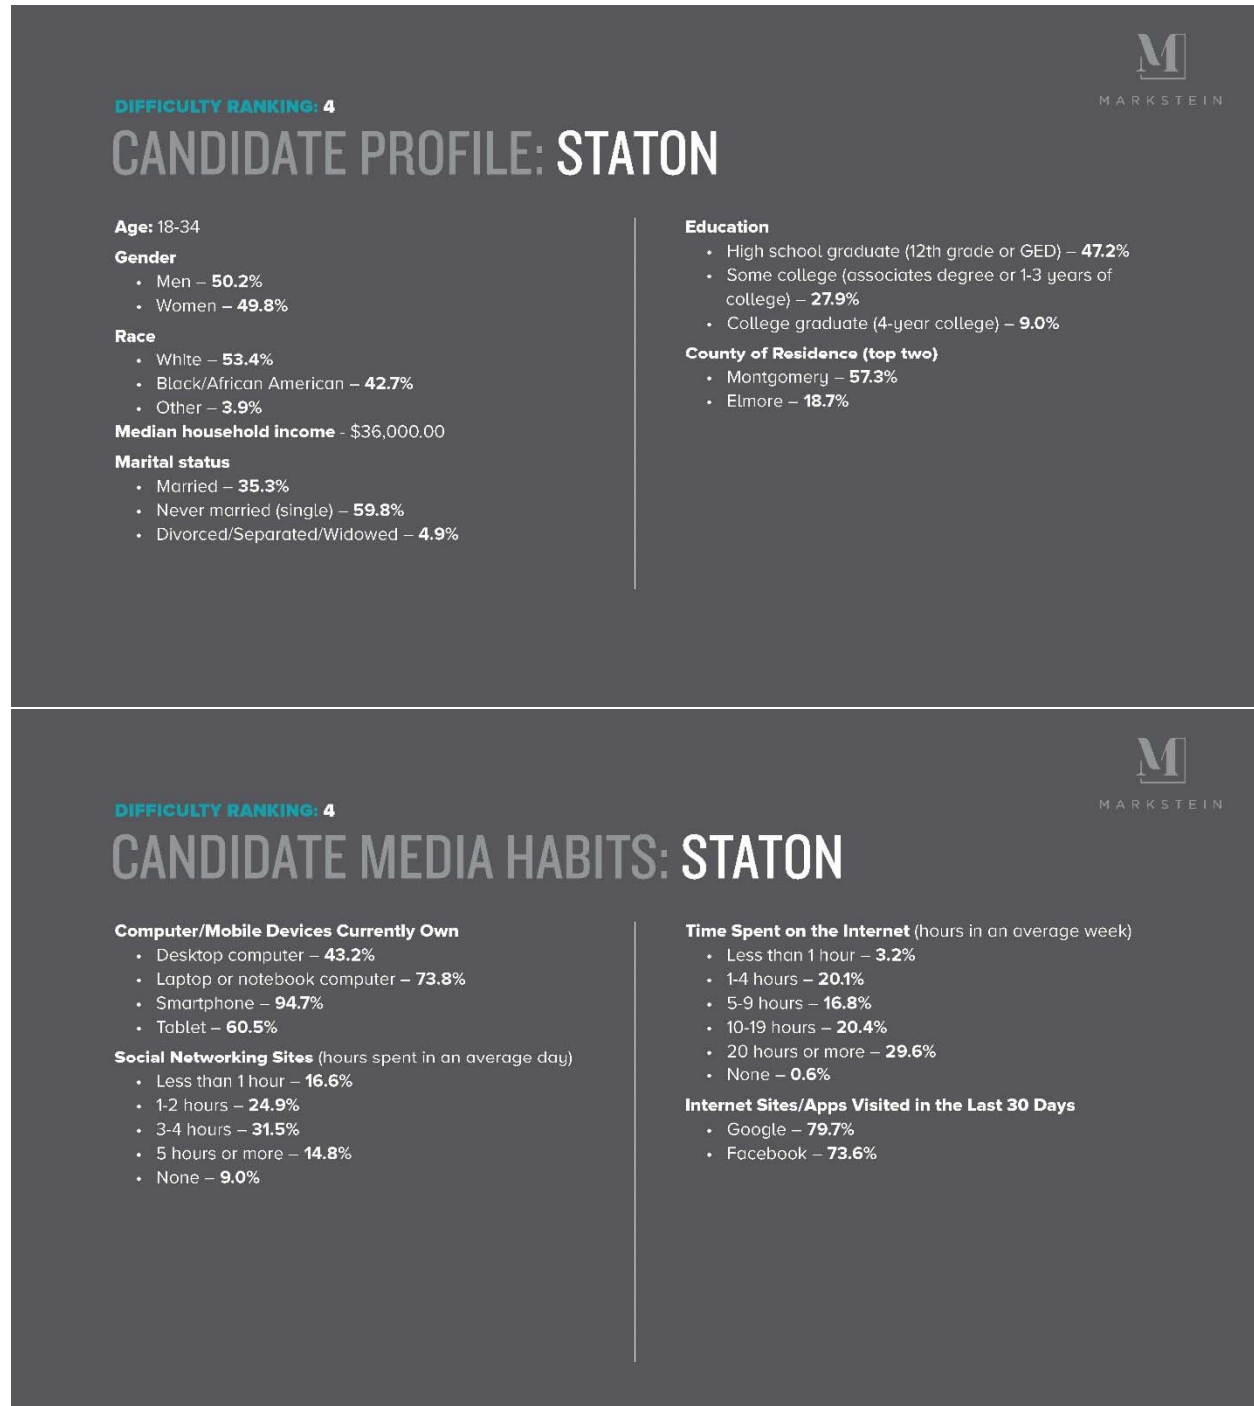 M
MARKSTEIN
DIFFICULTY RANKING: 4
CANDIDATE PROFILE: STATON
Age: 18-34
Gender
• Men – 50.2%
• Women – 49.8%
Race
• White – 53.4%
• Black/African American – 42.7%
• Other – 3.9%
Median household income - $36,000.00
Marital status
• Married – 35.3%
• Never married (single) – 59.8%
• Divorced/Separated/Widowed – 4.9%
Education
• High school graduate (12th grade or GED) – 47.2%
• Some college (associates degree or 1-3 years of
college) – 27.9%
• College graduate (4-year college) – 9.0%
County of Residence (top two)
• Montgomery – 57.3%
• Elmore – 18.7%
M
MARKSTEIN
DIFFICULTY RANKING: 4
CANDIDATE MEDIA HABITS: STATON
Computer/Mobile Devices Currently Own
• Desktop computer – 43.2%
• Laptop or notebook computer – 73.8%
• Smartphone – 94.7%
• Tablet – 60.5%
Social Networking Sites (hours spent in an average day)
• Less than 1 hour – 16.6%
• 1-2 hours – 24.9%
• 3-4 hours – 31.5%
• 5 hours or more – 14.8%
• None – 9.0%
Time Spent on the Internet (hours in an average week)
• Less than 1 hour – 3.2%
• 1-4 hours – 20.1%
• 5-9 hours – 16.8%
• 10-19 hours – 20.4%
• 20 hours or more – 29.6%
• None – 0.6%
Internet Sites/Apps Visited in the Last 30 Days
• Google – 79.7%
• Facebook – 73.6%